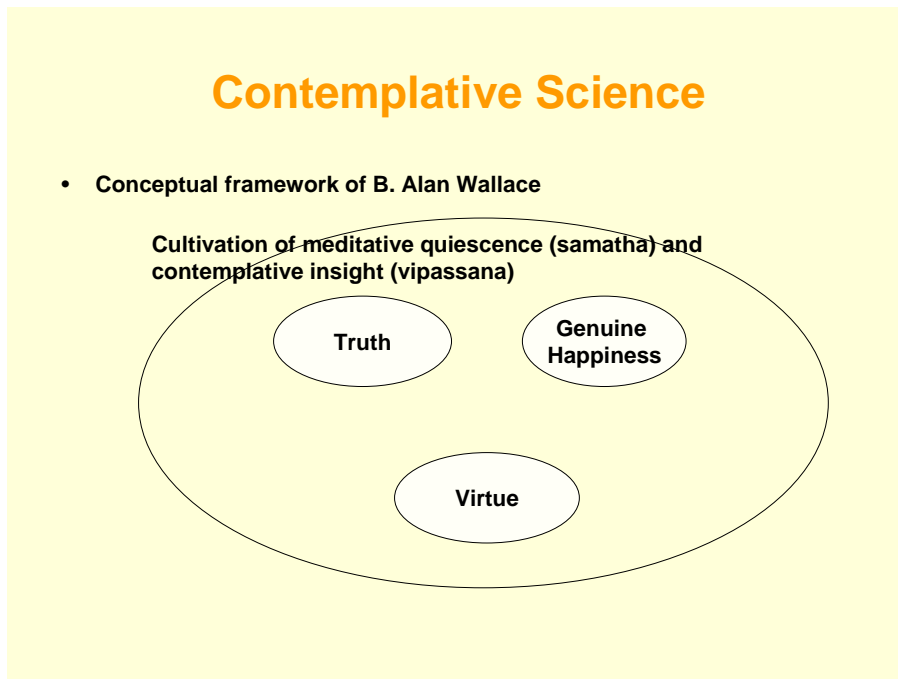 Contemplative Science
• Conceptual framework of B. Alan Wallace
Cultivation of meditative quiescence (samatha) and
contemplative insight (vipassana)
Truth
Genuine
Happiness
Virtue